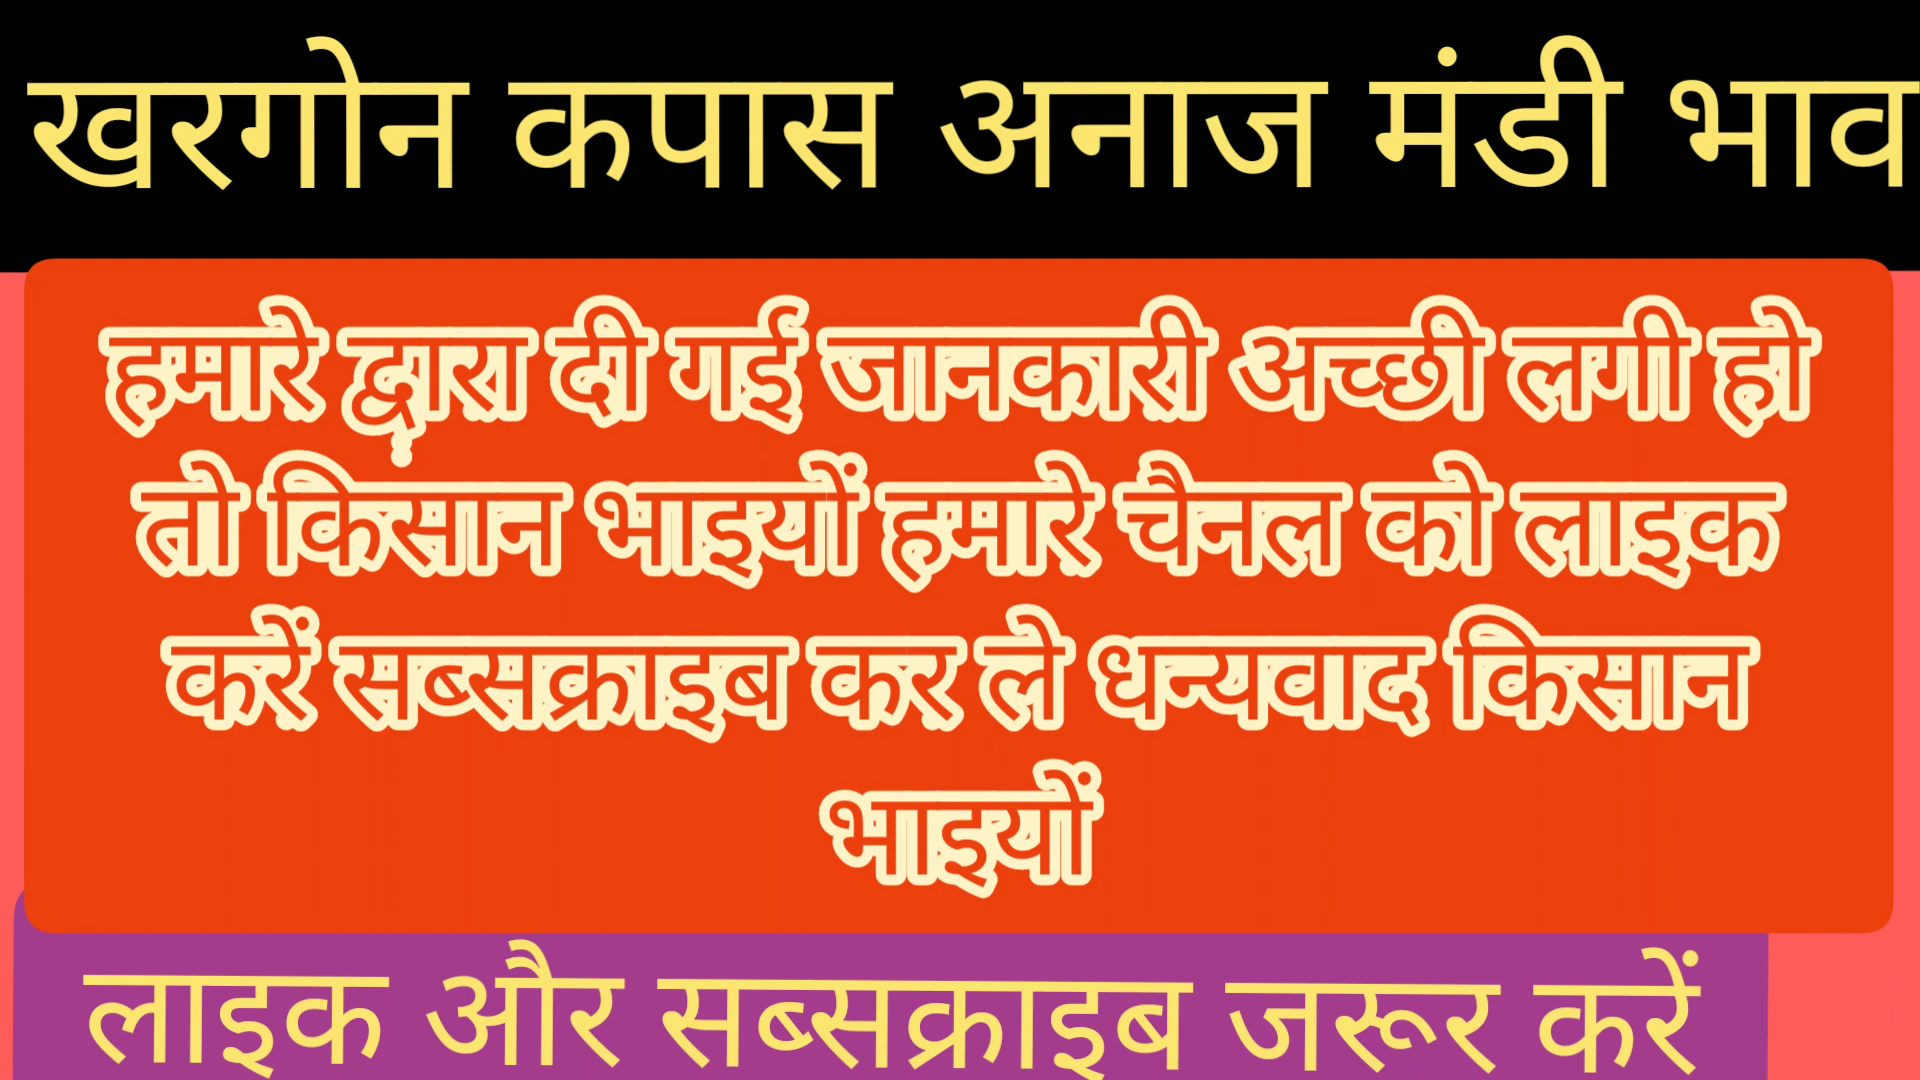 खरगोन कपास अनाज मंडी भाव
हमारे द्वारा दी गई जानकारी अच्छी लगी हो
तो किसान भाइयों हमारे चैनल को लाइक
करें सब्सक्राइब कर ले धन्यवाद किसान
भाइयों
लाइक और सब्सक्राइब जरूर करें